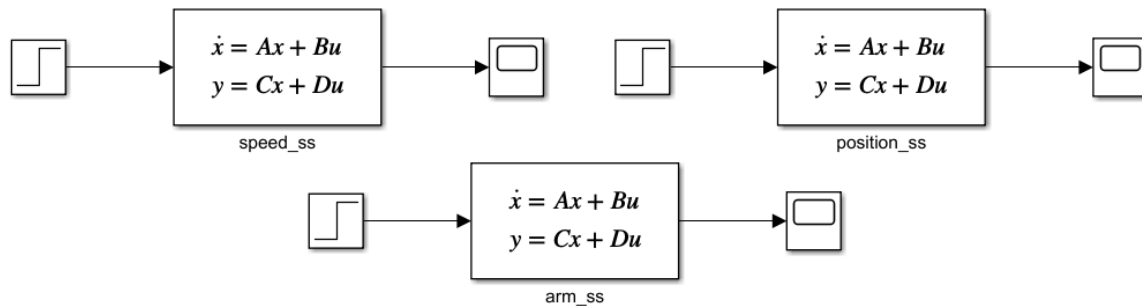 ẋ = Ax + Bu
y = Cx + Du
speed_ss
ẋ = Ax + Bu
y = Cx + Du
position_ss
ẋ = Ax + Bu
y = Cx + Du
arm_ss